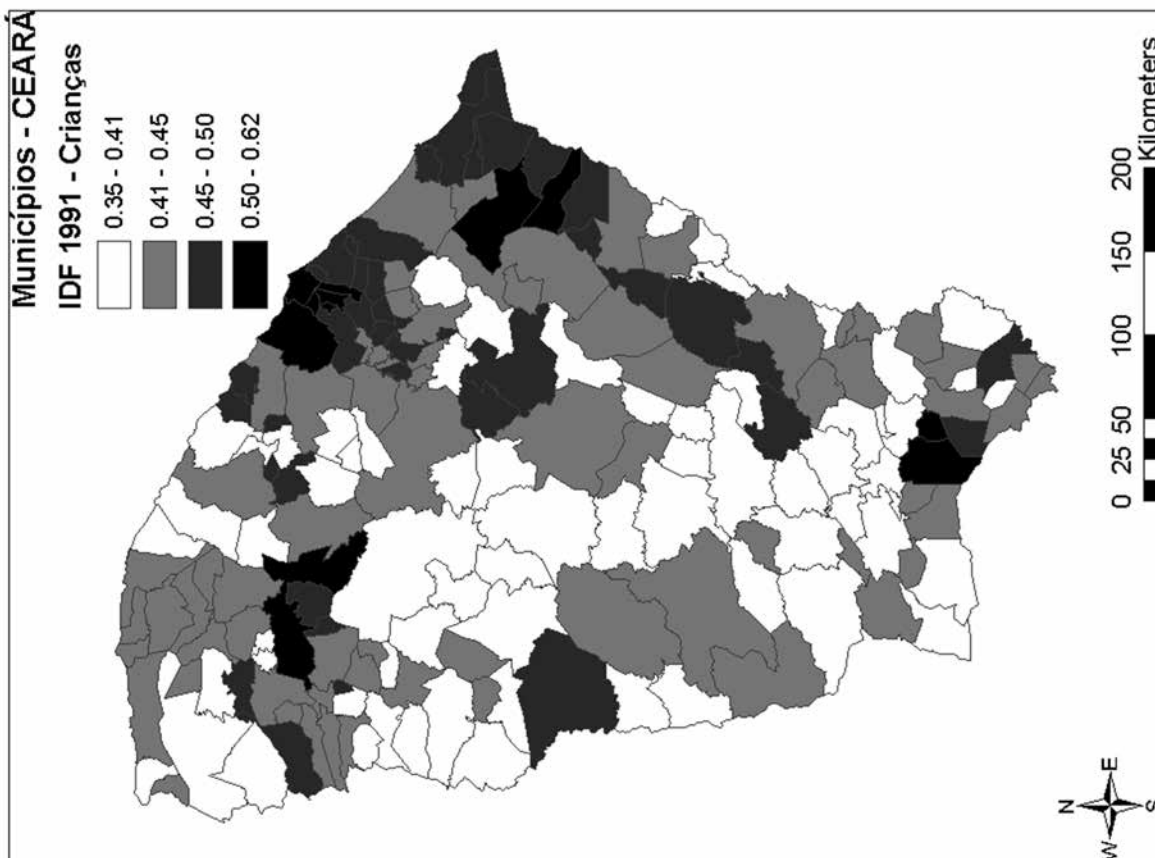 Municípios - CEARÁ
IDF 1991 - Crianças
0.35 - 0.41
0.41 - 0.45
0.45 - 0.50
0.50 - 0.62
0 25 50 100 150 200
Kilometers
N
W E
S